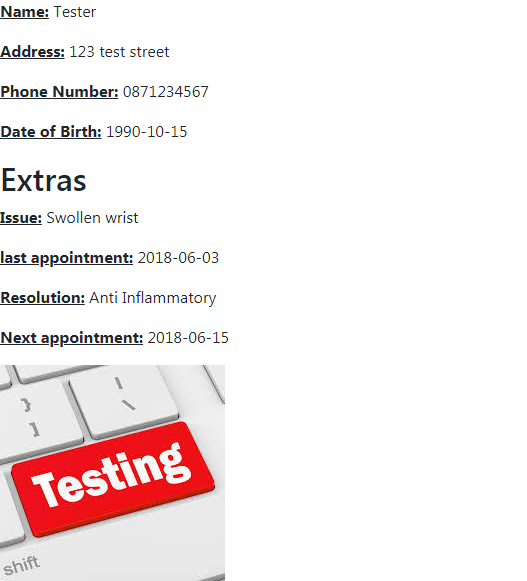 Name: Tester
Address: 123 test street
Phone Number: 0871234567
Date of Birth: 1990-10-15
Extras
Issue: Swollen wrist
last appointment: 2018-06-03
Resolution: Anti Inflammatory
Next appointment: 2018-06-15
} |
] \
Testing
shift